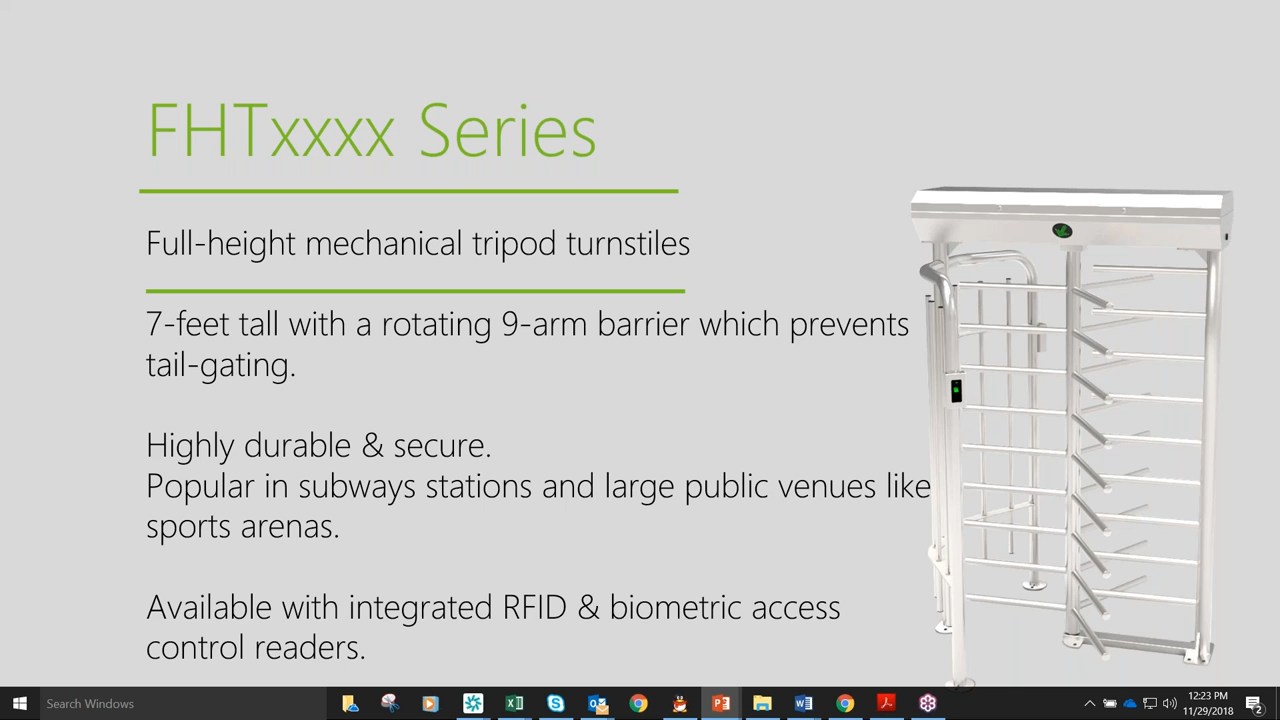 FHTxxxx Series
Full-height mechanical tripod turnstiles
7-feet tall with a rotating 9-arm barrier which prevents
tail-gating.
Highly durable & secure.
Popular in subways stations and large public venues like
sports arenas.
Available with integrated RFID & biometric access
control readers.
Search Windows
12:23 PM
11/29/2018
2